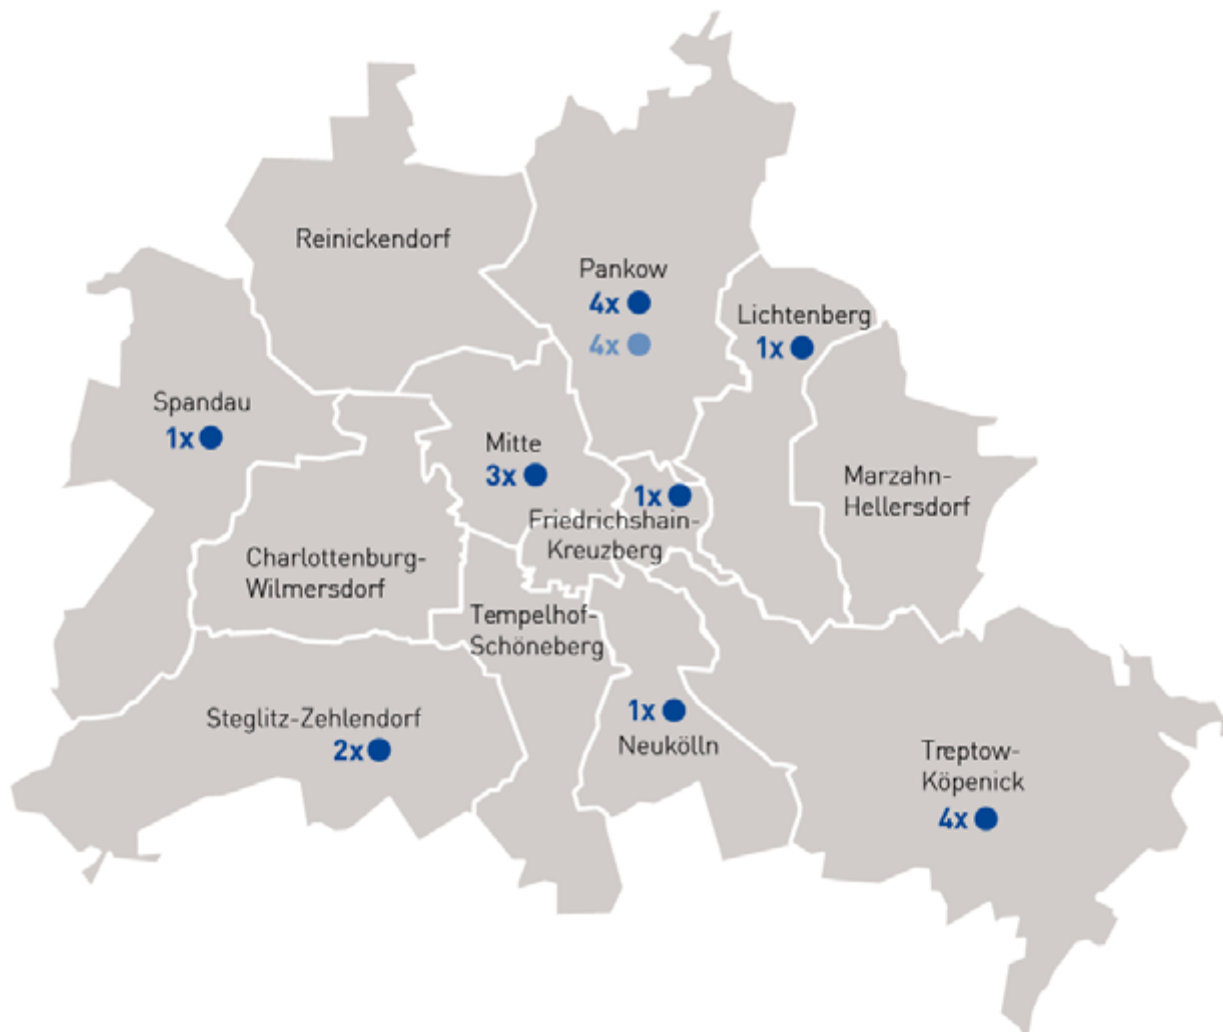 Reinickendorf
Pankow
4x
4x
Lichtenberg
1x
Spandau
1x
Mitte
3x
Marzahn-
Hellersdorf
1x
Friedrichshain-
Kreuzberg
Charlottenburg-
Wilmersdorf
Tempelhof-
Schöneberg
Steglitz-Zehlendorf
2x
1x
Neukölln
Treptow-
Köpenick
4x